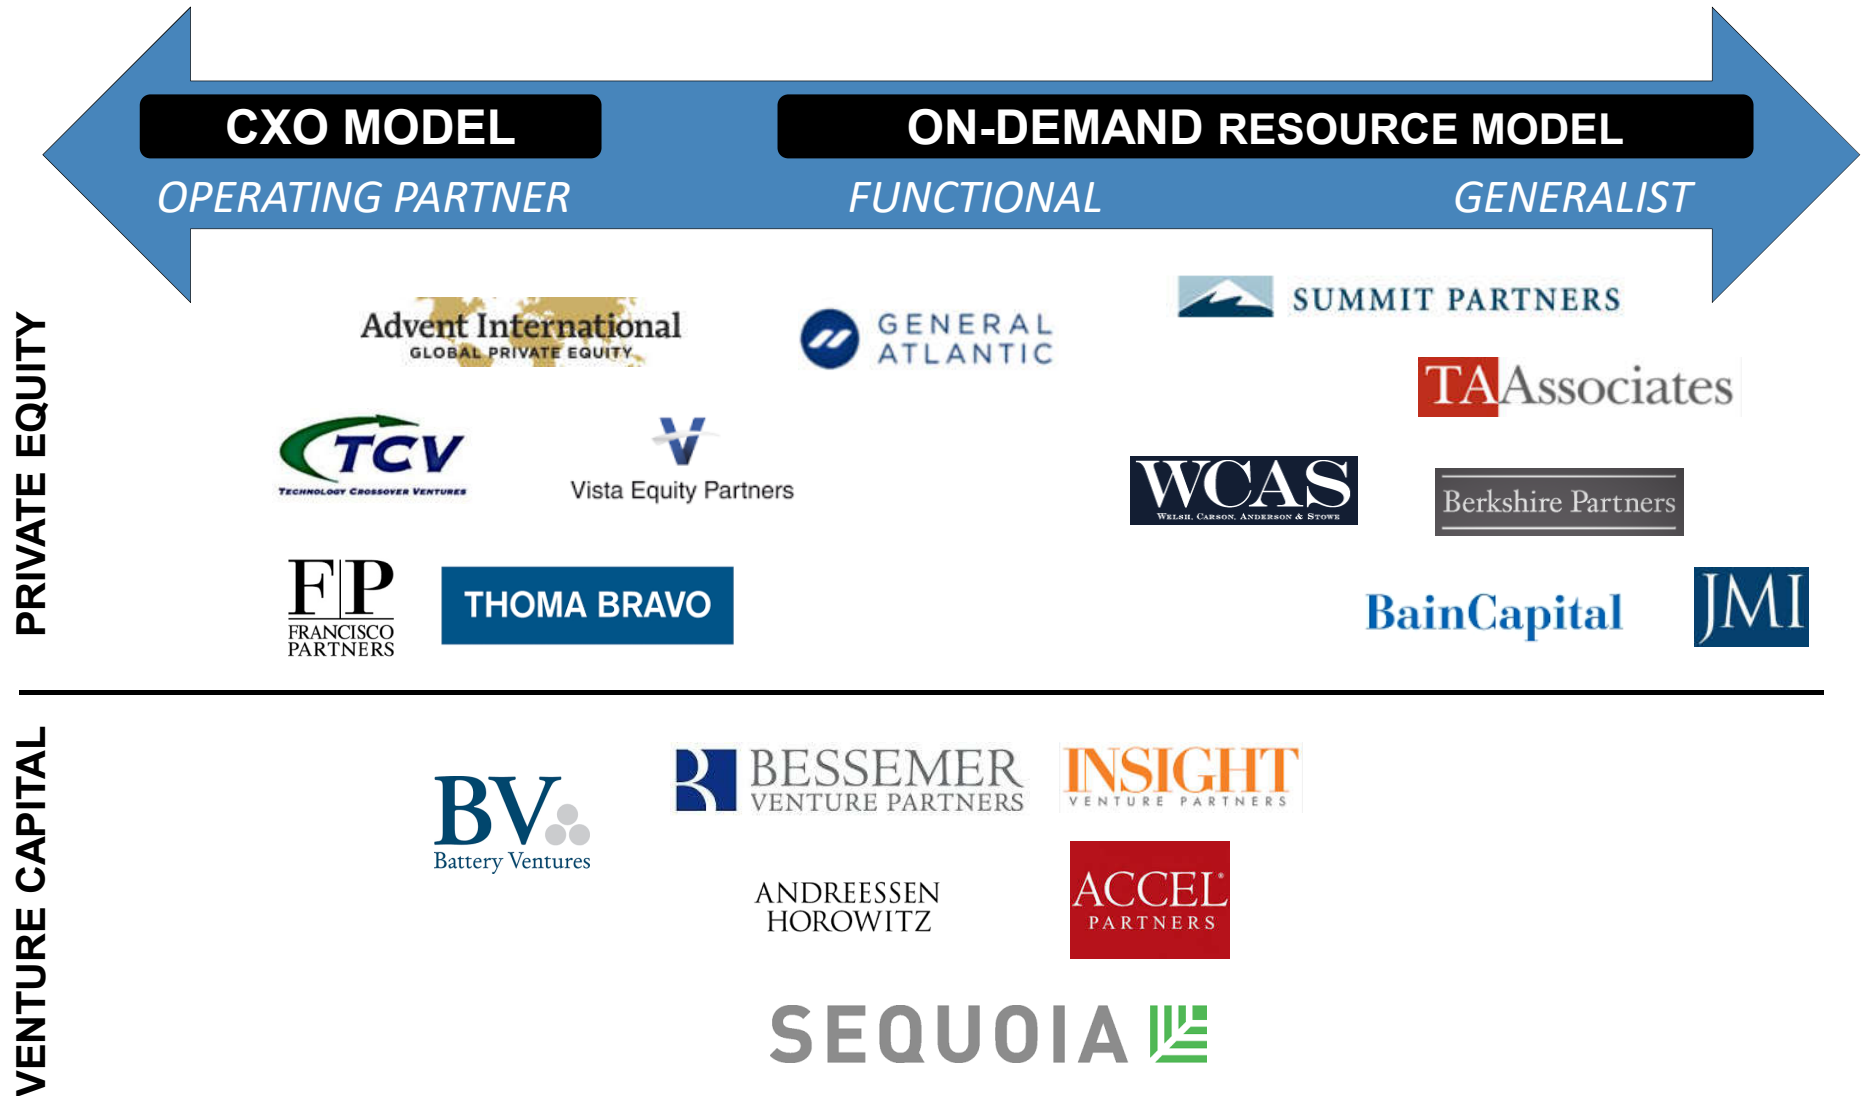 CXO MODEL
ON-DEMAND RESOURCE MODEL
OPERATING PARTNER
FUNCTIONAL
GENERALIST
PRIVATE EQUITY
Advent International
GLOBAL PRIVATE EQUITY
GENERAL
ATLANTIC
SUMMIT PARTNERS
TAAssociates
TCV
TECHNOLOGY CROSSOVER VENTURES
Vista Equity Partners
WCAS
WELSH, CARSON, ANDERSON & STOWE
Berkshire Partners
F|P
FRANCISCO
PARTNERS
THOMA BRAVO
BainCapital
JMI
VENTURE CAPITAL
BV
Battery Ventures
BESSEMER
VENTURE PARTNERS
INSIGHT
VENTURE PARTNERS
ANDREESSEN
HOROWITZ
ACCEL®
PARTNERS
SEQUOIA